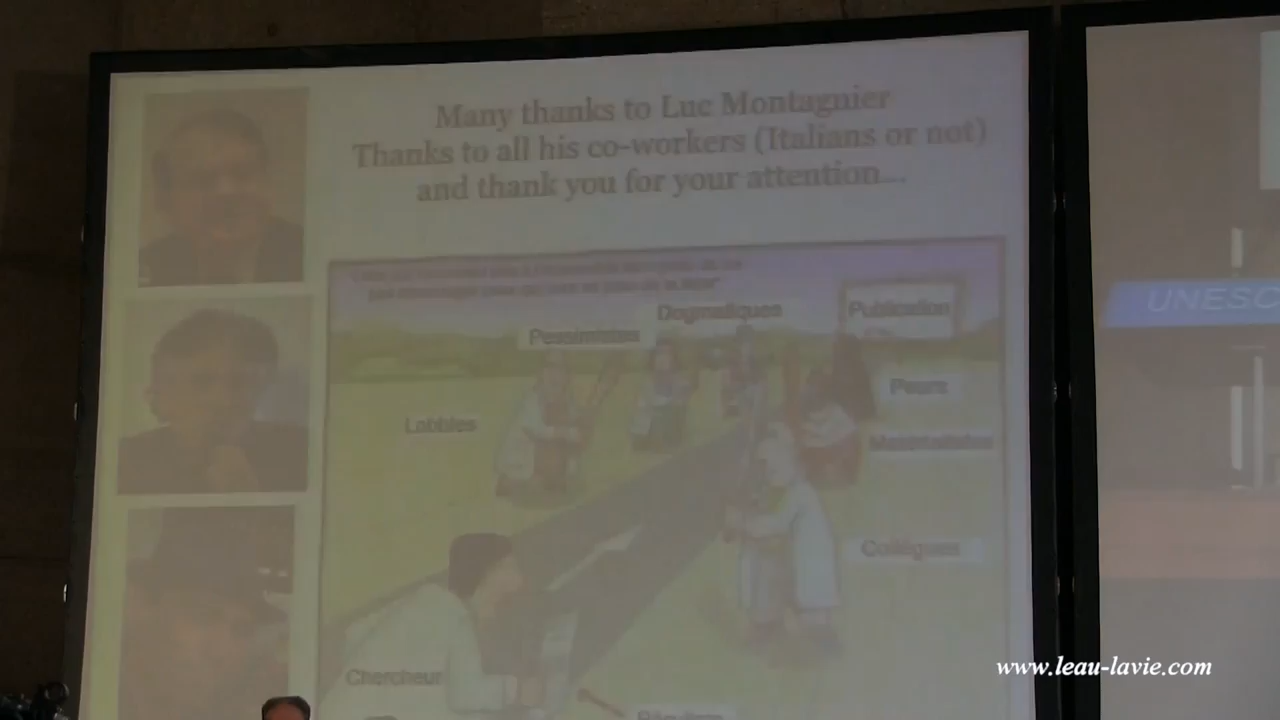 Many thanks to Luc Montagnier
Thanks to all his co-workers (Italians or not)
and thank you for your attention...
Dogmatiques
Publication
Pessimistes
Peurs
Lobbies
Collègues
Chercheur
UNESC
www.leau-lavie.com